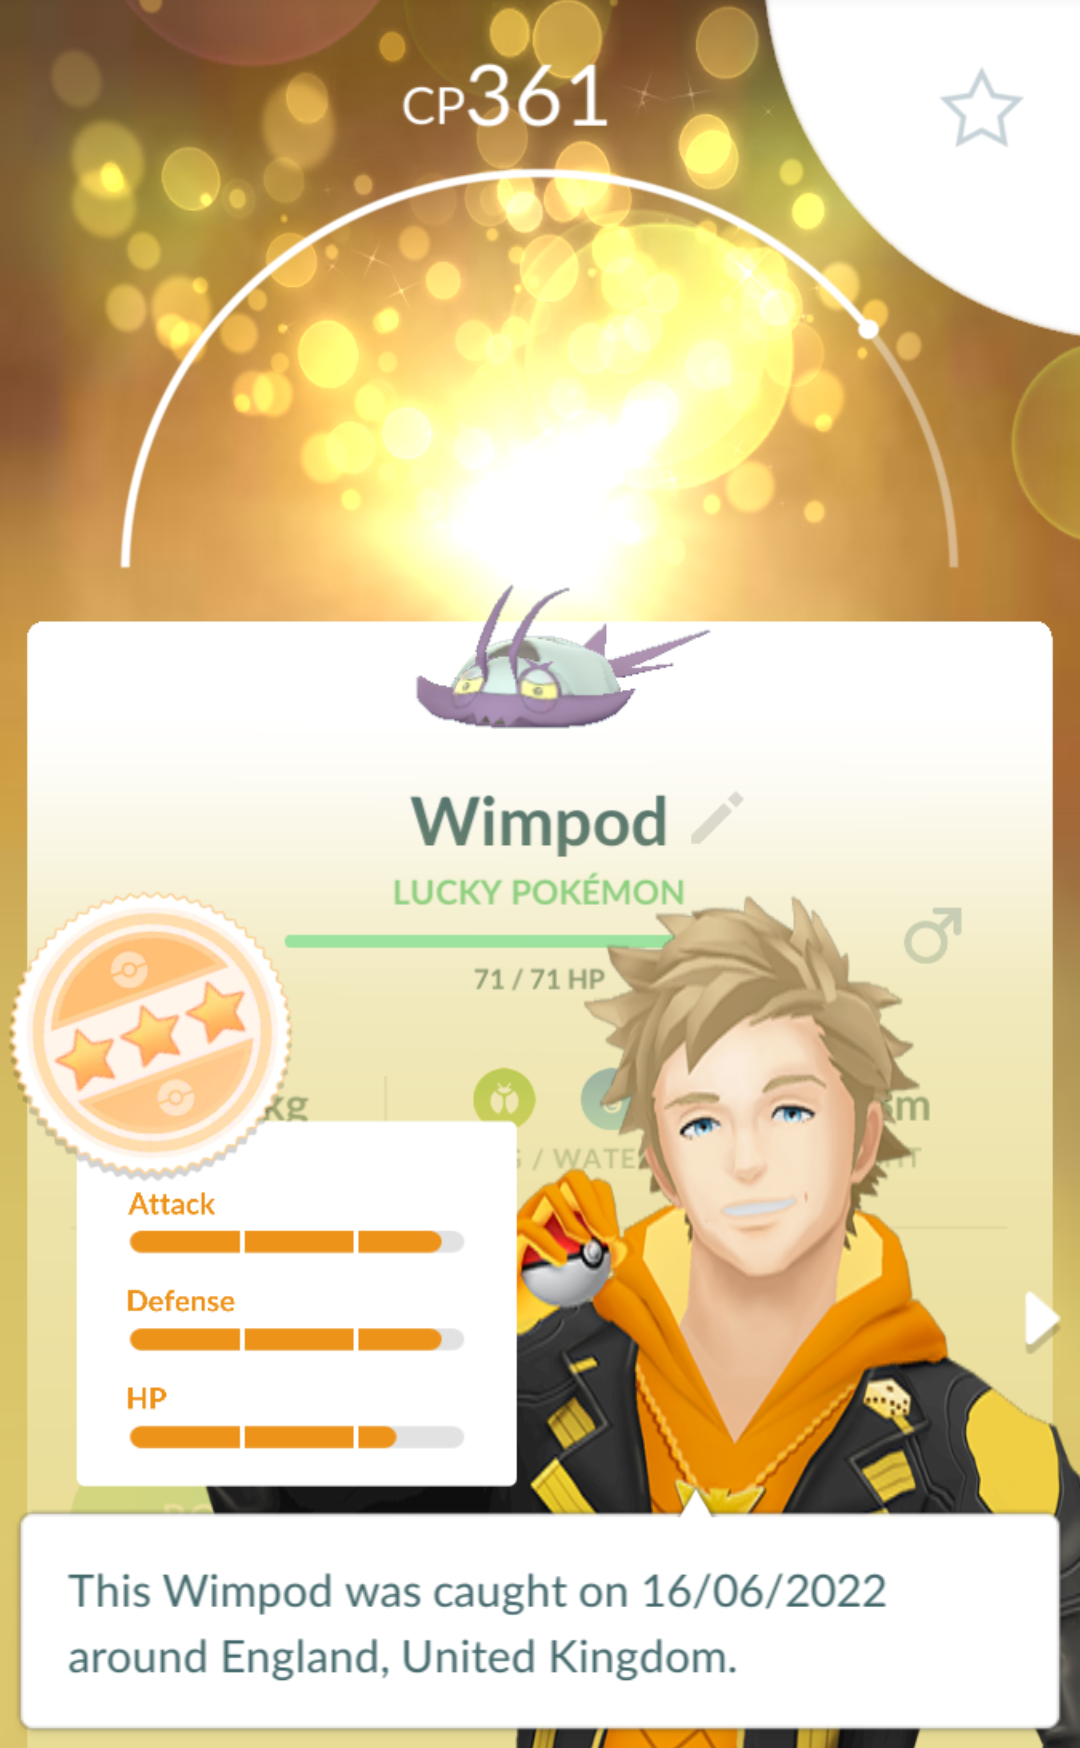 CP361
Wimpod
LUCKY POKÉMON
71 / 71 HP
kg
/ WATE
Attack
Defense
HP
This Wimpod was caught on 16/06/2022
around England, United Kingdom.